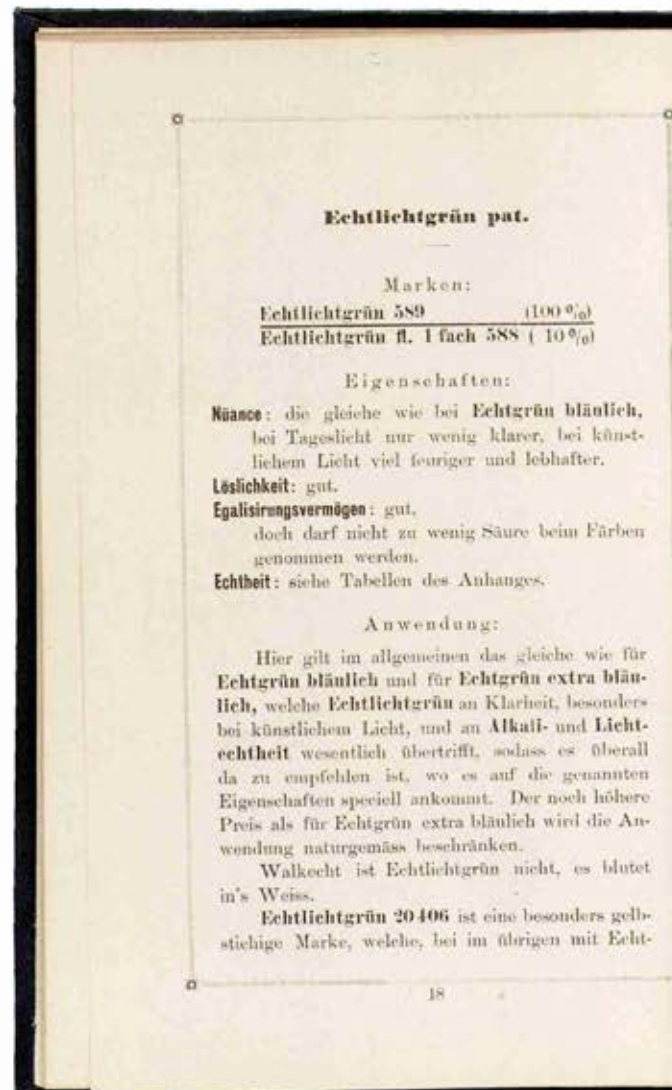 Echtlichtgrün pat.
Marken:
Echtlichtgrün 589 (100 %)
Echtlichtgrün fl. 1 fach 588 ( 10 %)
Eigenschaften:
Nüance: die gleiche wie bei Echtgrün bläulich,
bei Tageslicht nur wenig klarer, bei künst-
lichem Licht viel feuriger und lebhafter.
Löslichkeit: gut.
Egalisirungsvermögen: gut,
doch darf nicht zu wenig Säure beim Färben
genommen werden.
Echtheit: siehe Tabellen des Anhanges.
Anwendung:
Hier gilt im allgemeinen das gleiche wie für
Echtgrün bläulich und für Echtgrün extra bläu-
lich, welche Echtlichtgrün an Klarheit, besonders
bei künstlichem Licht, und an Alkali- und Licht-
echtheit wesentlich übertrifft, sodass es überall
da zu empfehlen ist, wo es auf die genannten
Eigenschaften speciell ankommt. Der noch höhere
Preis als für Echtgrün extra bläulich wird die An-
wendung naturgemäss beschränken.
Walkecht ist Echtlichtgrün nicht, es blutet
in's Weiss.
Echtlichtgrün 20406 ist eine besonders gelb-
stichige Marke, welche, bei im übrigen mit Echt-
18